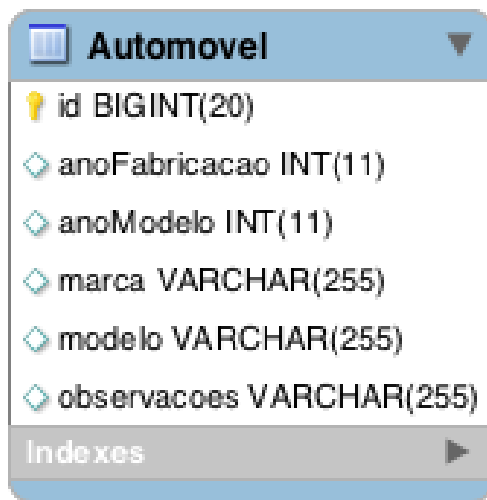 Automovel
id BIGINT(20)
anoFabricacao INT(11)
anoModelo INT(11)
marca VARCHAR(255)
modelo VARCHAR(255)
observacoes VARCHAR(255)
Indexes